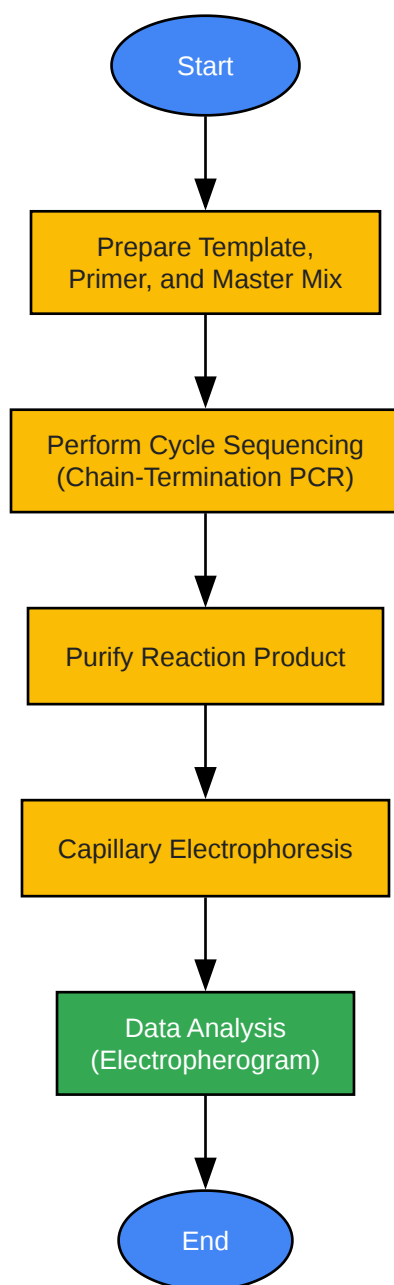 Start
Prepare Template,
Primer, and Master Mix
Perform Cycle Sequencing
(Chain-Termination PCR)
Purify Reaction Product
Capillary Electrophoresis
Data Analysis
(Electropherogram)
End